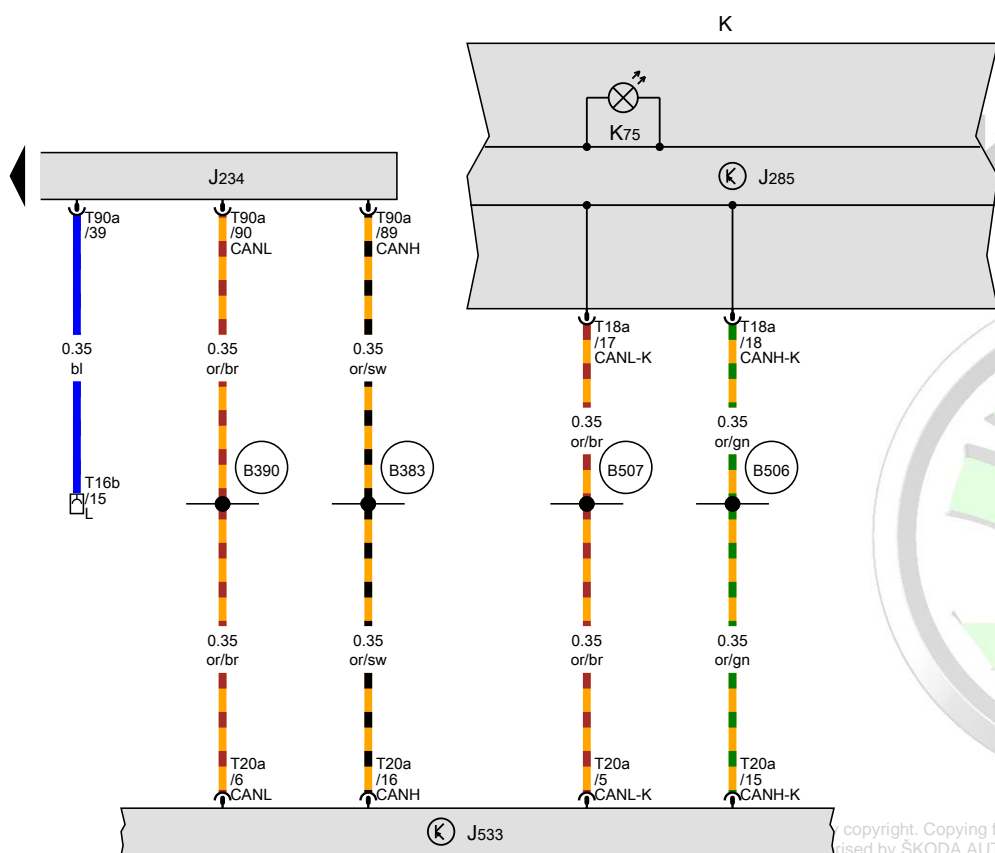 K
K75
J234
J285
T90a
/39
T90a
/90
CANL
T90a
/89
CANH
T18a
/17
CANL-K
T18a
/18
CANH-K
0.35
bl
0.35
or/br
0.35
or/sw
0.35
or/br
0.35
or/gn
B390
B383
B507
B506
T16b
/15
L
0.35
or/br
0.35
or/sw
0.35
or/br
0.35
or/gn
T20a
/6
CANL
T20a
/16
CANH
T20a
/5
CANL-K
T20a
/15
CANH-K
J533
copyright. Copying
ŠKODA